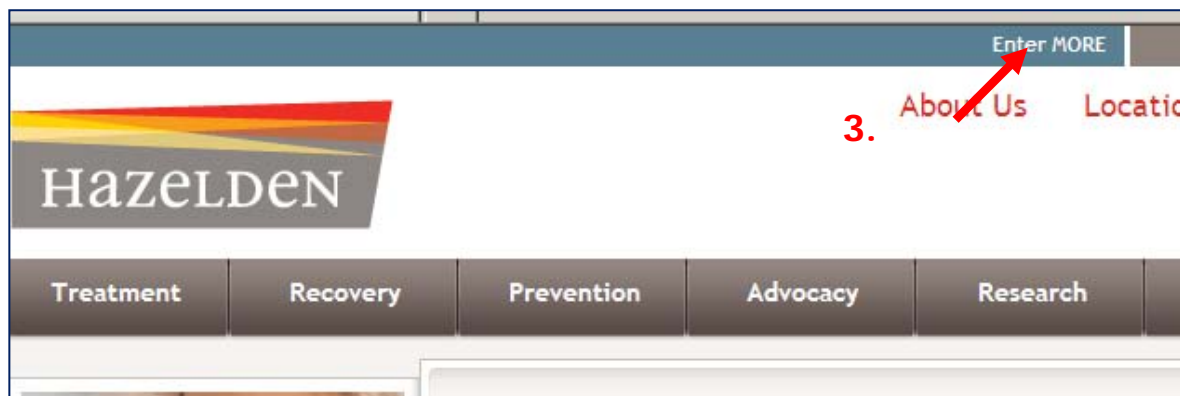 Enter MORE
About Us Locatio
3.
HazeLDeN
Treatment Recovery Prevention Advocacy Research